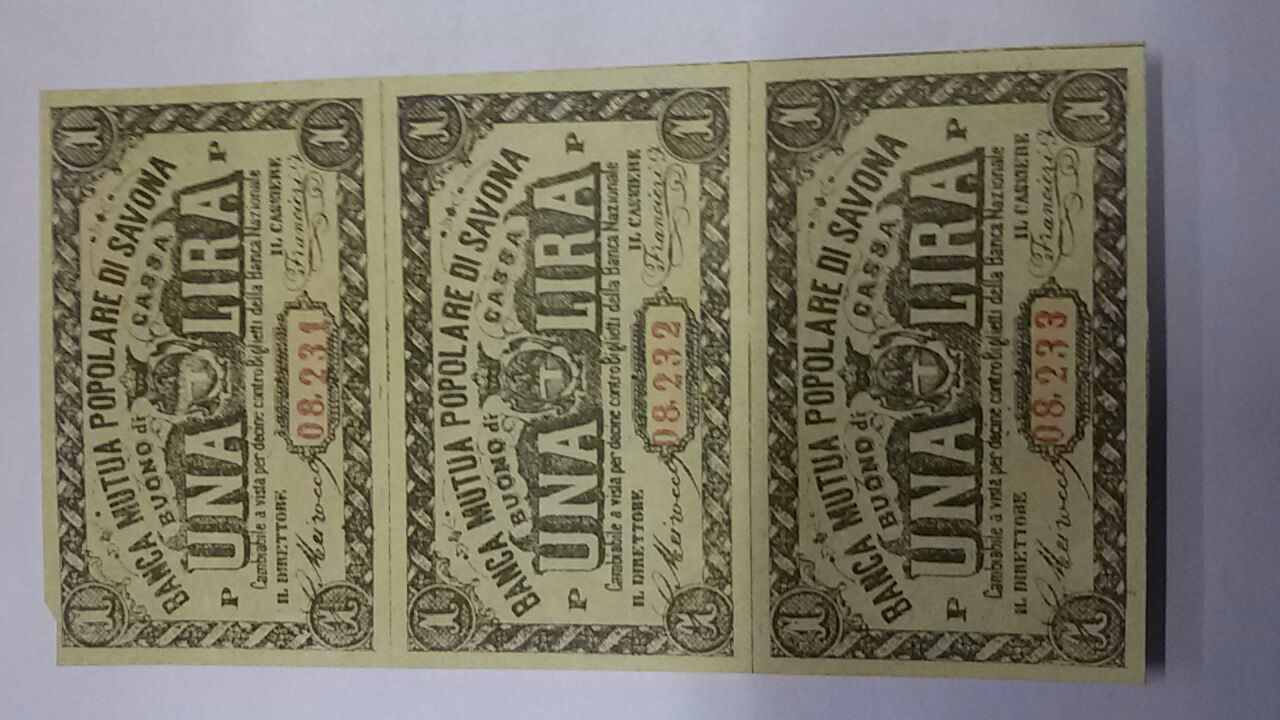 1 1
BANCA MUTUA POPOLARE DI SAVONA
BUONO di CASSA
P UNA LIRA P
Cambiabile a vista per decine contro Biglietti della Banca Nazionale
IL DIRETTORE IL CASSIERE
08,231
1 1
1 1
BANCA MUTUA POPOLARE DI SAVONA
BUONO di CASSA
P UNA LIRA P
Cambiabile a vista per decine contro Biglietti della Banca Nazionale
IL DIRETTORE IL CASSIERE
08,232
1 1
1 1
BANCA MUTUA POPOLARE DI SAVONA
BUONO di CASSA
P UNA LIRA P
Cambiabile a vista per decine contro Biglietti della Banca Nazionale
IL DIRETTORE IL CASSIERE
08,233
1 1